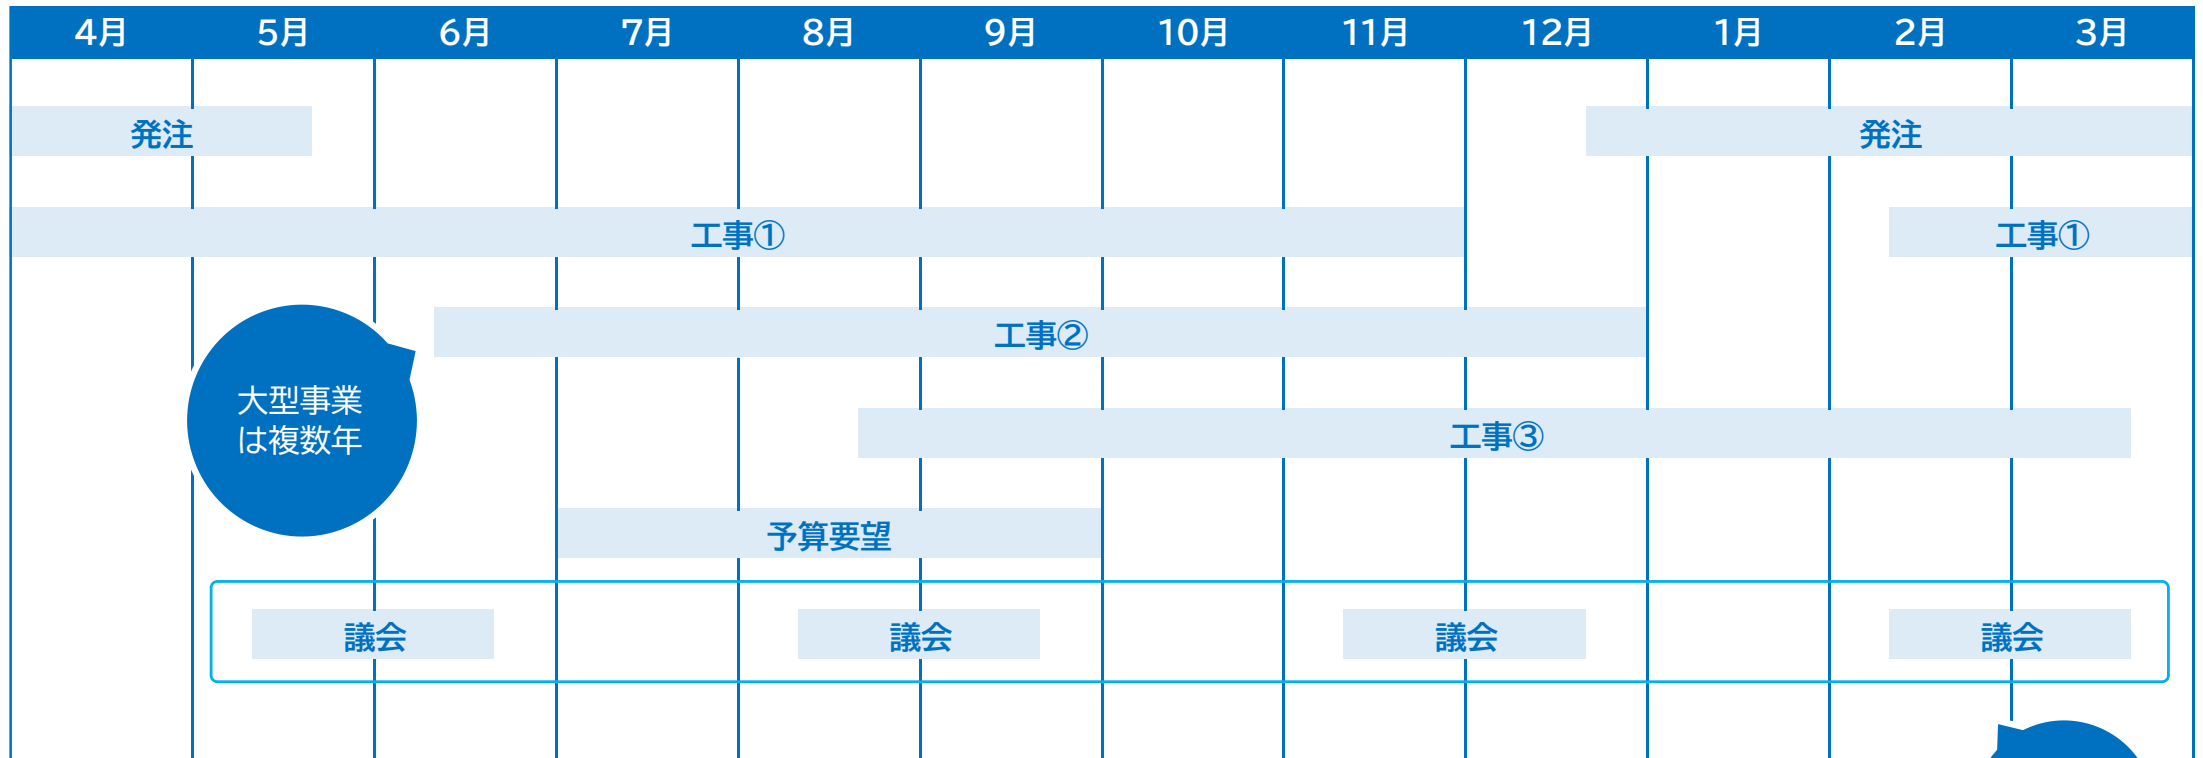 4月 5月 6月 7月 8月 9月 10月 11月 12月 1月 2月 3月
発注 発注
工事① 工事①
工事②
大型事業
は複数年
工事③
予算要望
議会 議会 議会 議会